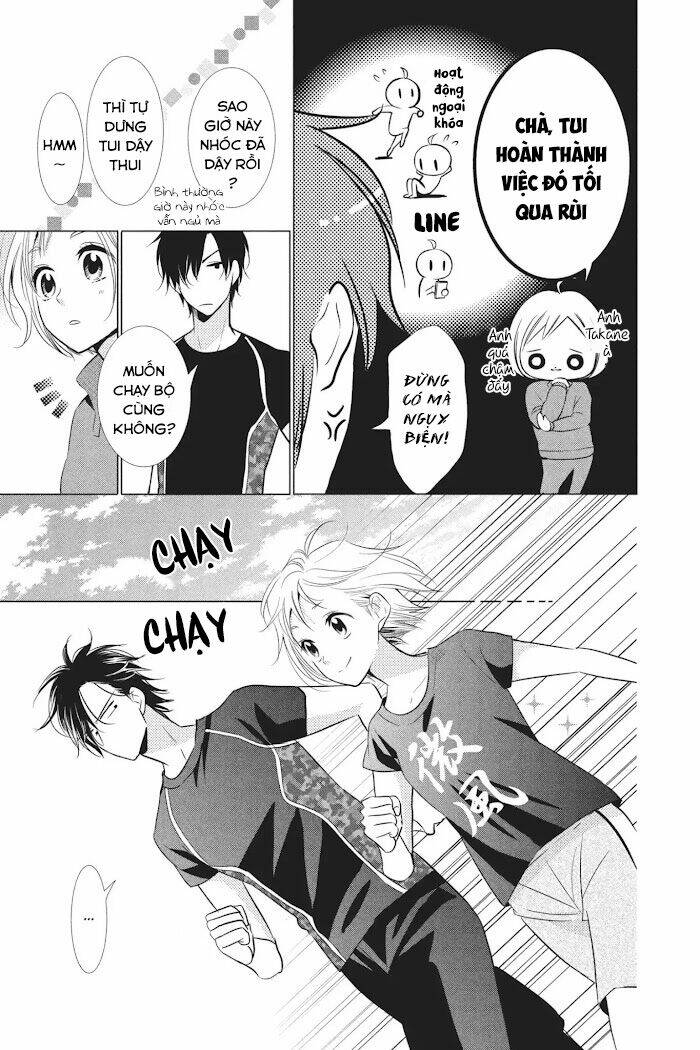 CHÀ, TUI
HOÀN THÀNH
VIỆC ĐÓ TỐI
QUA RÙI
Hoạt
động
ngoại
khóa
LINE
Anh
Takane
à
Anh
quá
chậm
đấy
ĐỪNG
CÓ MÀ
NGỤY
BIỆN!
SAO
GIỜ NÀY
NHÓC ĐÃ
DẬY RỒI
?
Bình thường
giờ này nhóc
vẫn ngủ mà
THÌ TỰ
DƯNG
TUI DẬY
THUI
HMM
~
MUỐN
CHẠY BỘ
CÙNG
KHÔNG?
CHẠY
CHẠY
微風
...